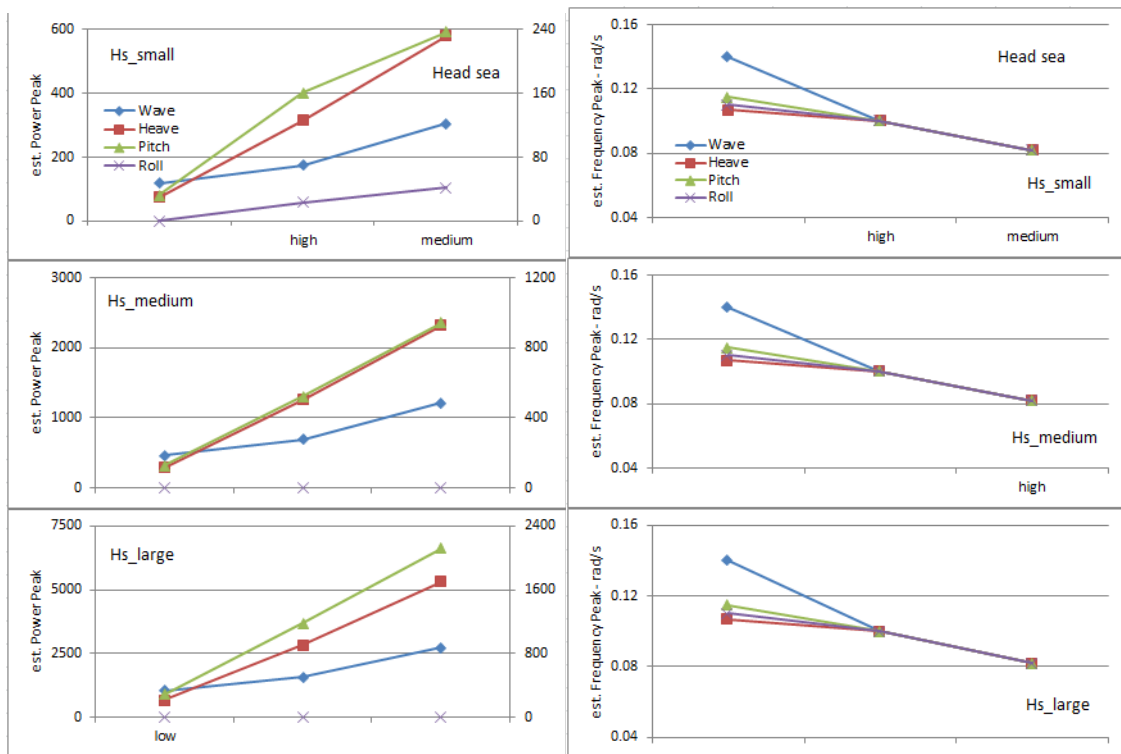 600
400
200
0
est. Power Peak
Hs_small
Head sea
Wave
Heave
Pitch
Roll
240
160
80
0
high
medium
0.16
0.12
0.08
0.04
est. Frequency Peak - rad/s
Head sea
Wave
Heave
Pitch
Roll
Hs_small
high
medium
3000
2000
1000
0
est. Power Peak
Hs_medium
1200
800
400
0
0.16
0.12
0.08
0.04
est. Frequency Peak - rad/s
Hs_medium
high
7500
5000
2500
0
est. Power Peak
Hs_large
2400
1600
800
0
low
0.16
0.12
0.08
0.04
est. Frequency Peak - rad/s
Hs_large